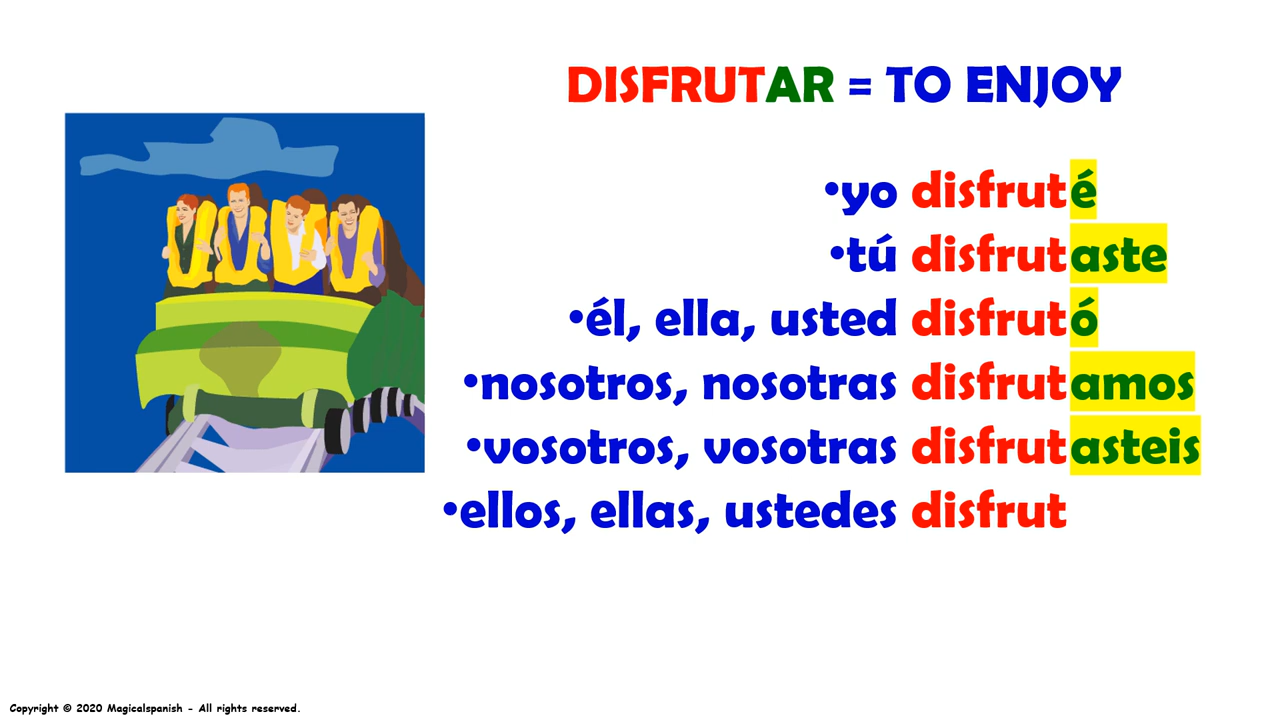 DISFRUTAR = TO ENJOY
•yo disfruté
•tú disfrutaste
•él, ella, usted disfrutó
•nosotros, nosotras disfrutamos
•vosotros, vosotras disfrutasteis
•ellos, ellas, ustedes disfrut
Copyright © 2020 Magicalspanish - All rights reserved.